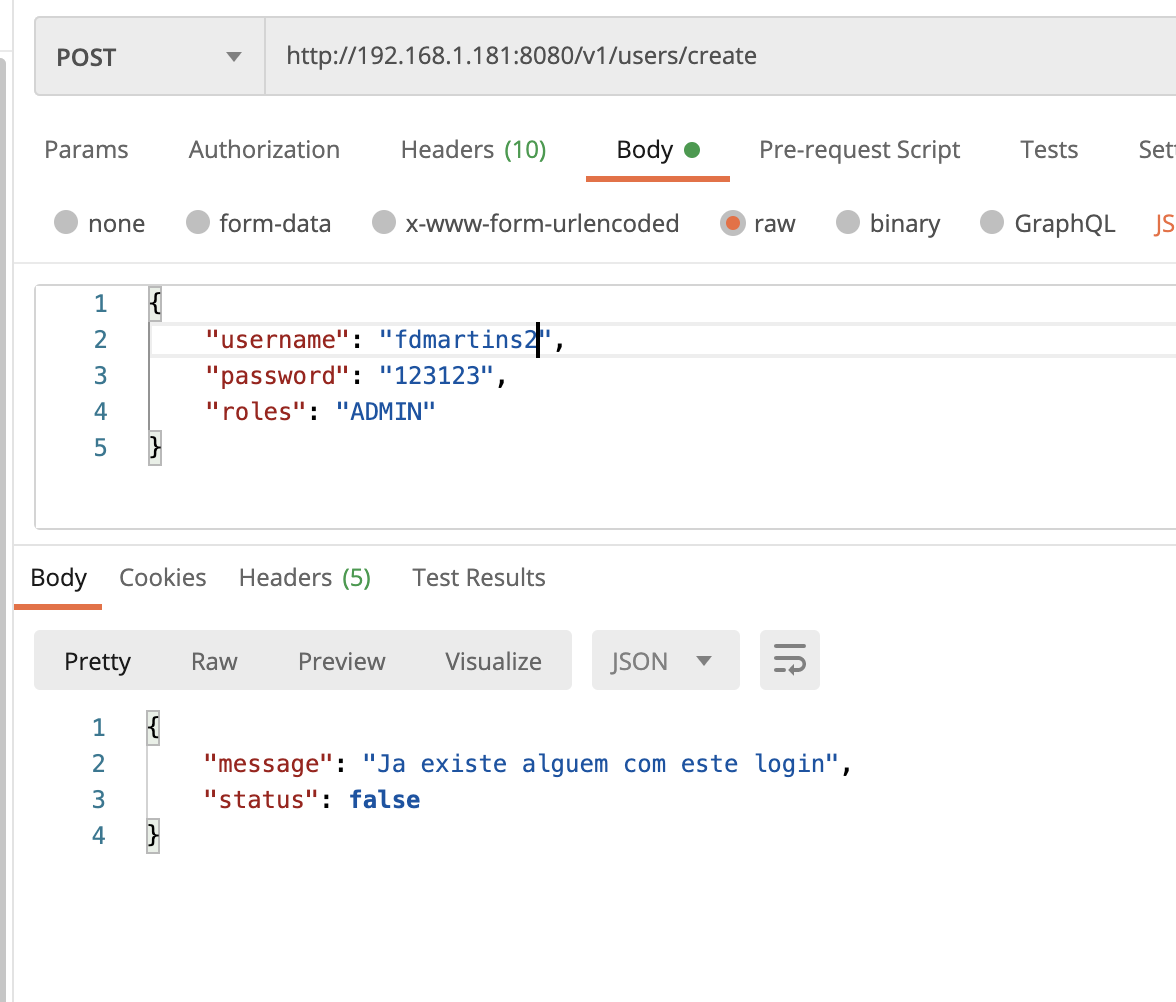 POST http://192.168.1.181:8080/v1/users/create
Params Authorization Headers (10) Body Pre-request Script Tests
none form-data x-www-form-urlencoded raw binary GraphQL
1 {
2 "username": "fdmartins2",
3 "password": "123123",
4 "roles": "ADMIN"
5 }
Body Cookies Headers (5) Test Results
Pretty Raw Preview Visualize JSON
1 {
2 "message": "Ja existe alguem com este login",
3 "status": false
4 }